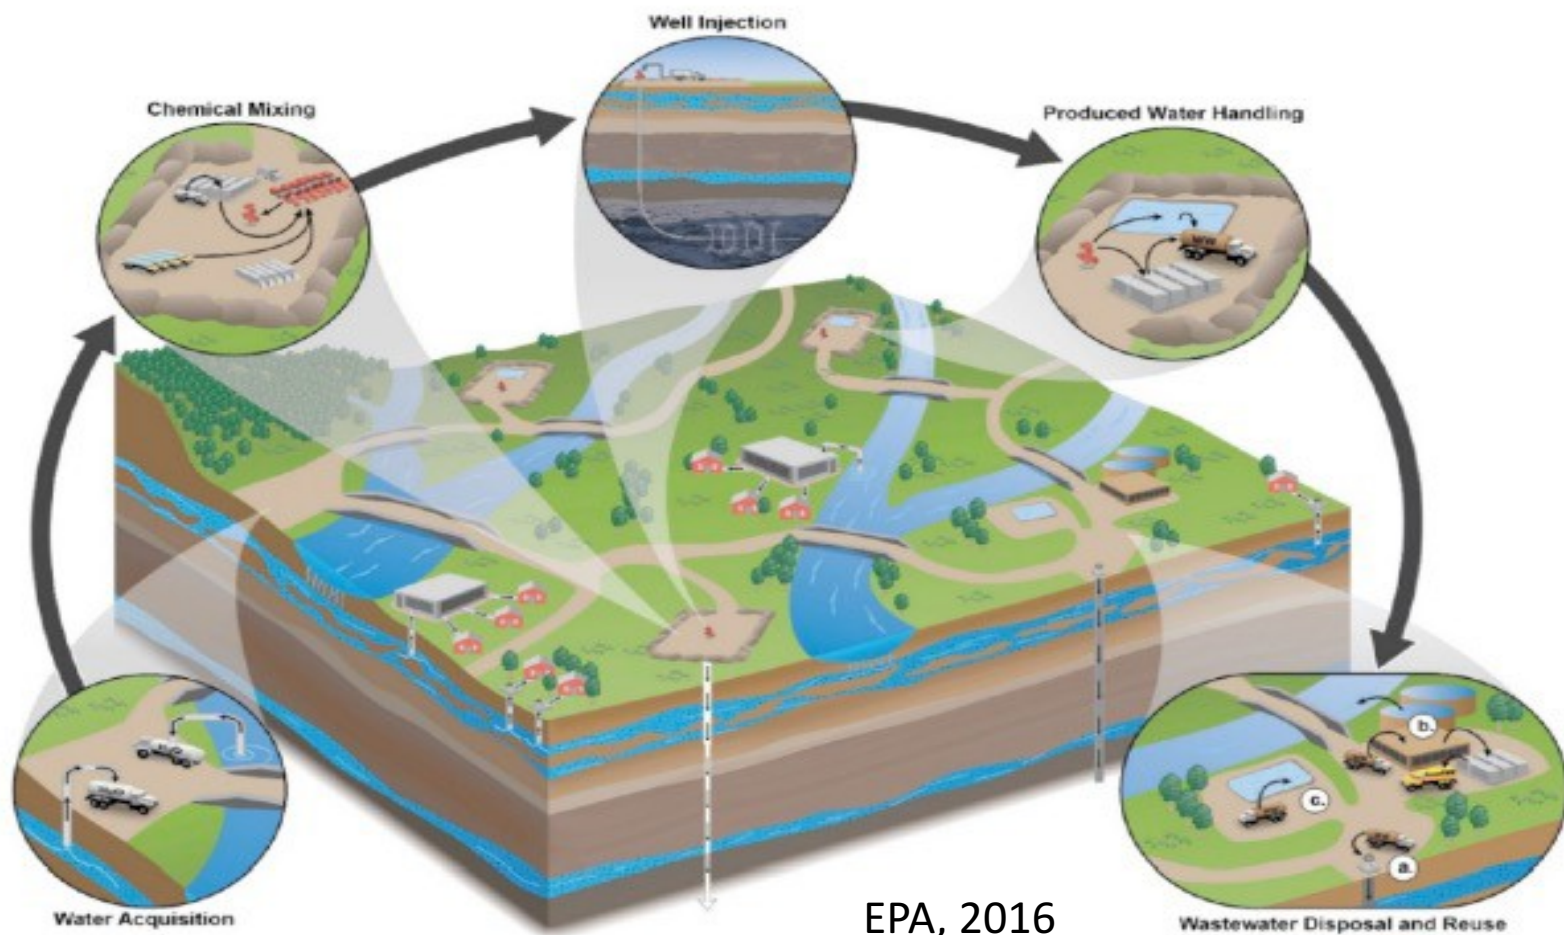 Well Injection
Chemical Mixing
Produced Water Handling
b.
c.
a.
Water Acquisition
EPA, 2016
Wastewater Disposal and Reuse